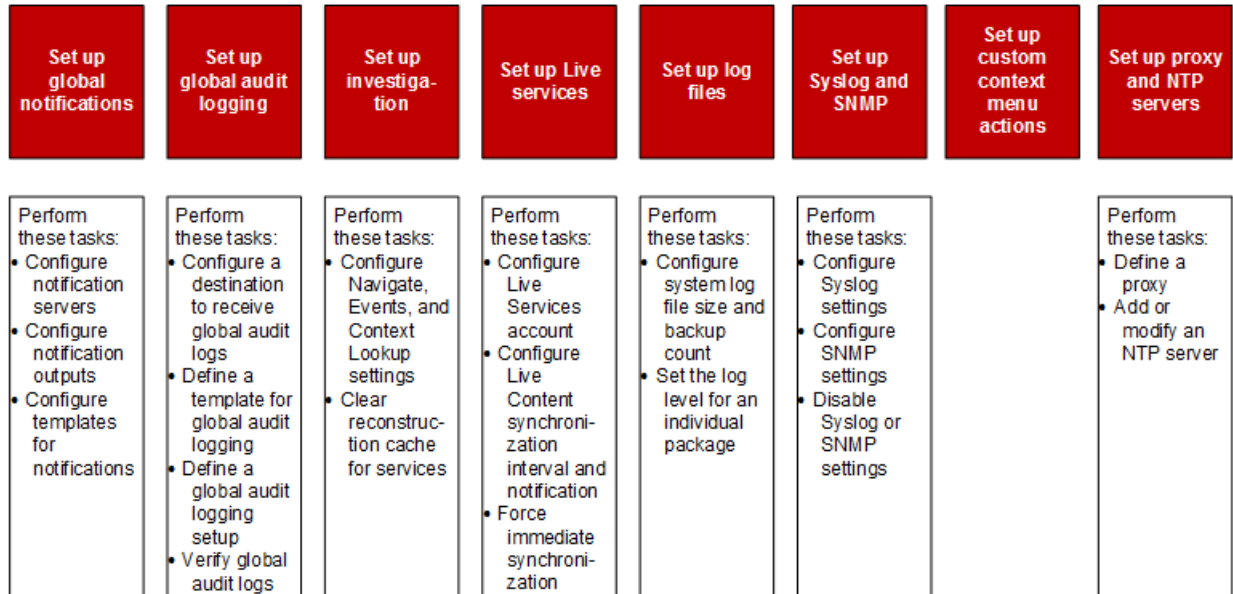 Set up
global
notifications
Set up
global audit
logging
Set up
investiga-
tion
Set up Live
services
Set up log
files
Set up
Syslog and
SNMP
Set up
custom
context
menu
actions
Set up proxy
and NTP
servers
Perform
these tasks:
• Configure
notification
servers
• Configure
notification
outputs
• Configure
templates
for
notifications
Perform
these tasks:
• Configure a
destination
to receive
global audit
logs
• Define a
template for
global audit
logging
• Define a
global audit
logging
setup
• Verify global
audit logs
Perform
these tasks:
• Configure
Navigate,
Events, and
Context
Lookup
settings
• Clear
reconstruc-
tion cache
for services
Perform
these tasks:
• Configure
Live
Services
account
• Configure
Live
Content
synchroni-
zation
interval and
notification
• Force
immediate
synchroni-
zation
Perform
these tasks:
• Configure
system log
file size and
backup
count
• Set the log
level for an
individual
package
Perform
these tasks:
• Configure
Syslog
settings
• Configure
SNMP
settings
• Disable
Syslog or
SNMP
settings
Perform
these tasks:
• Define a
proxy
• Add or
modify an
NTP server